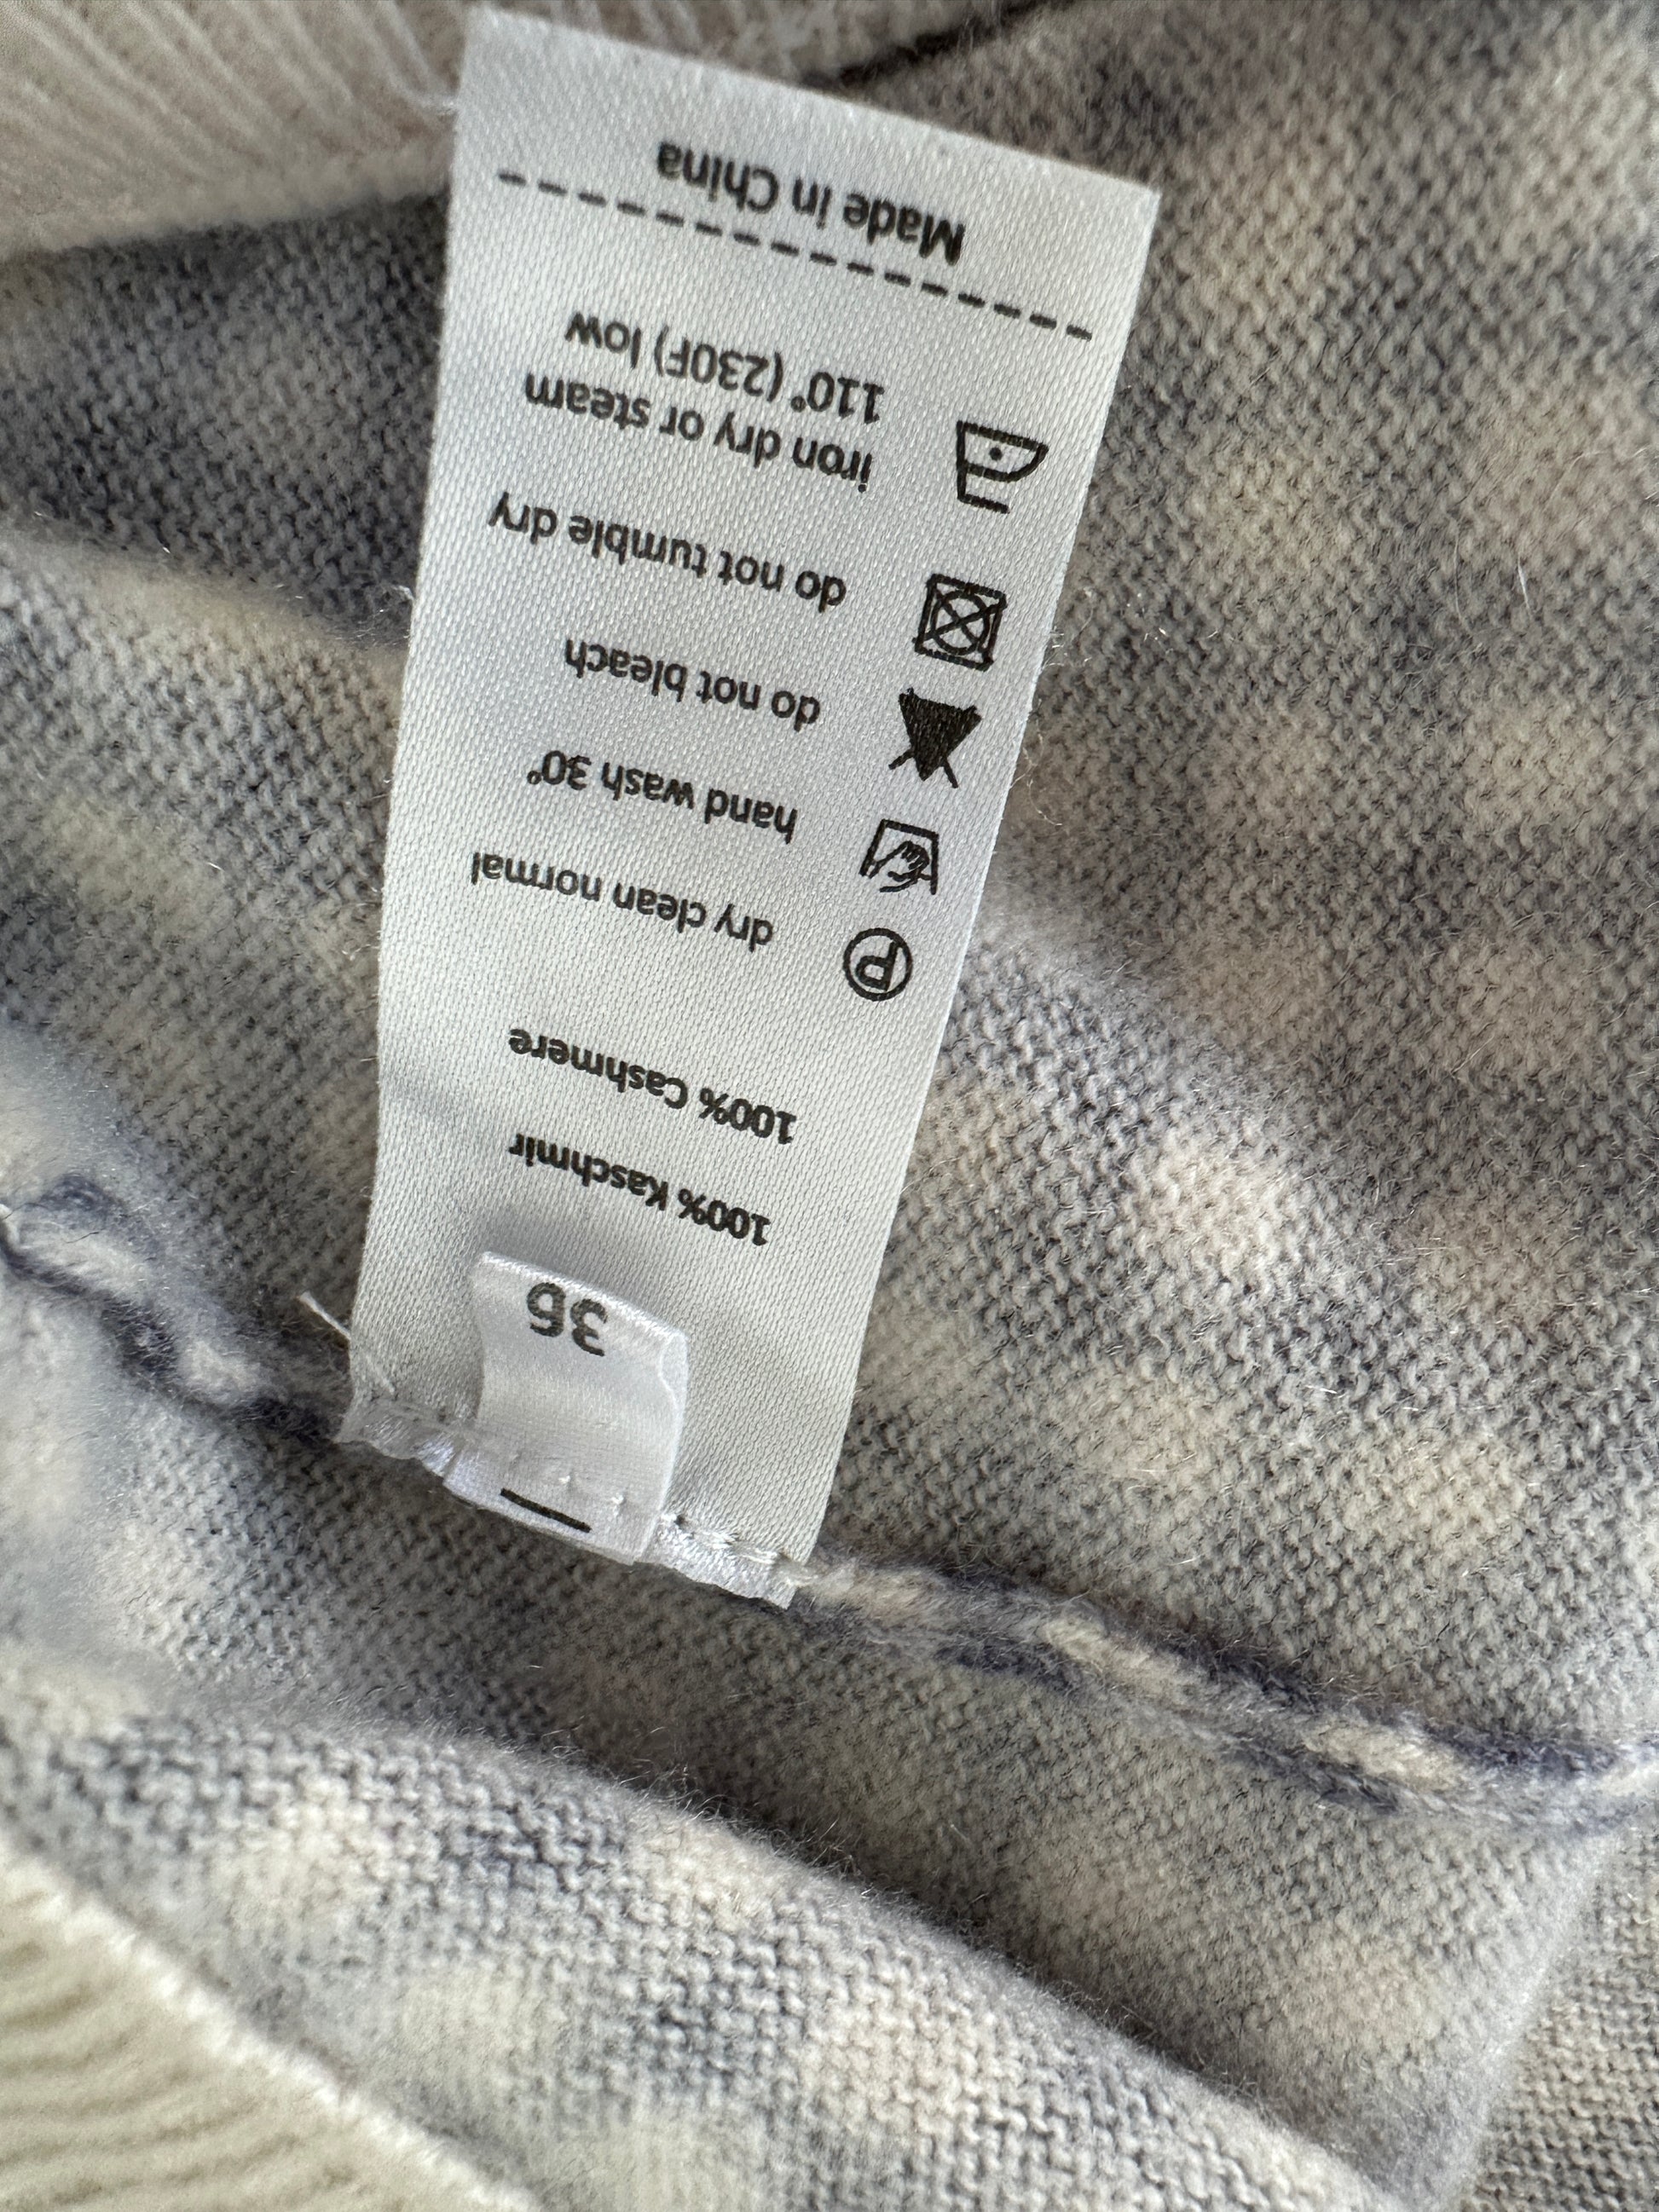 36
100% Kaschmir
100% Cashmere
P
dry clean normal
hand wash 30°
do not bleach
do not tumble dry
iron dry or steam
110° (230F) low
Made in China